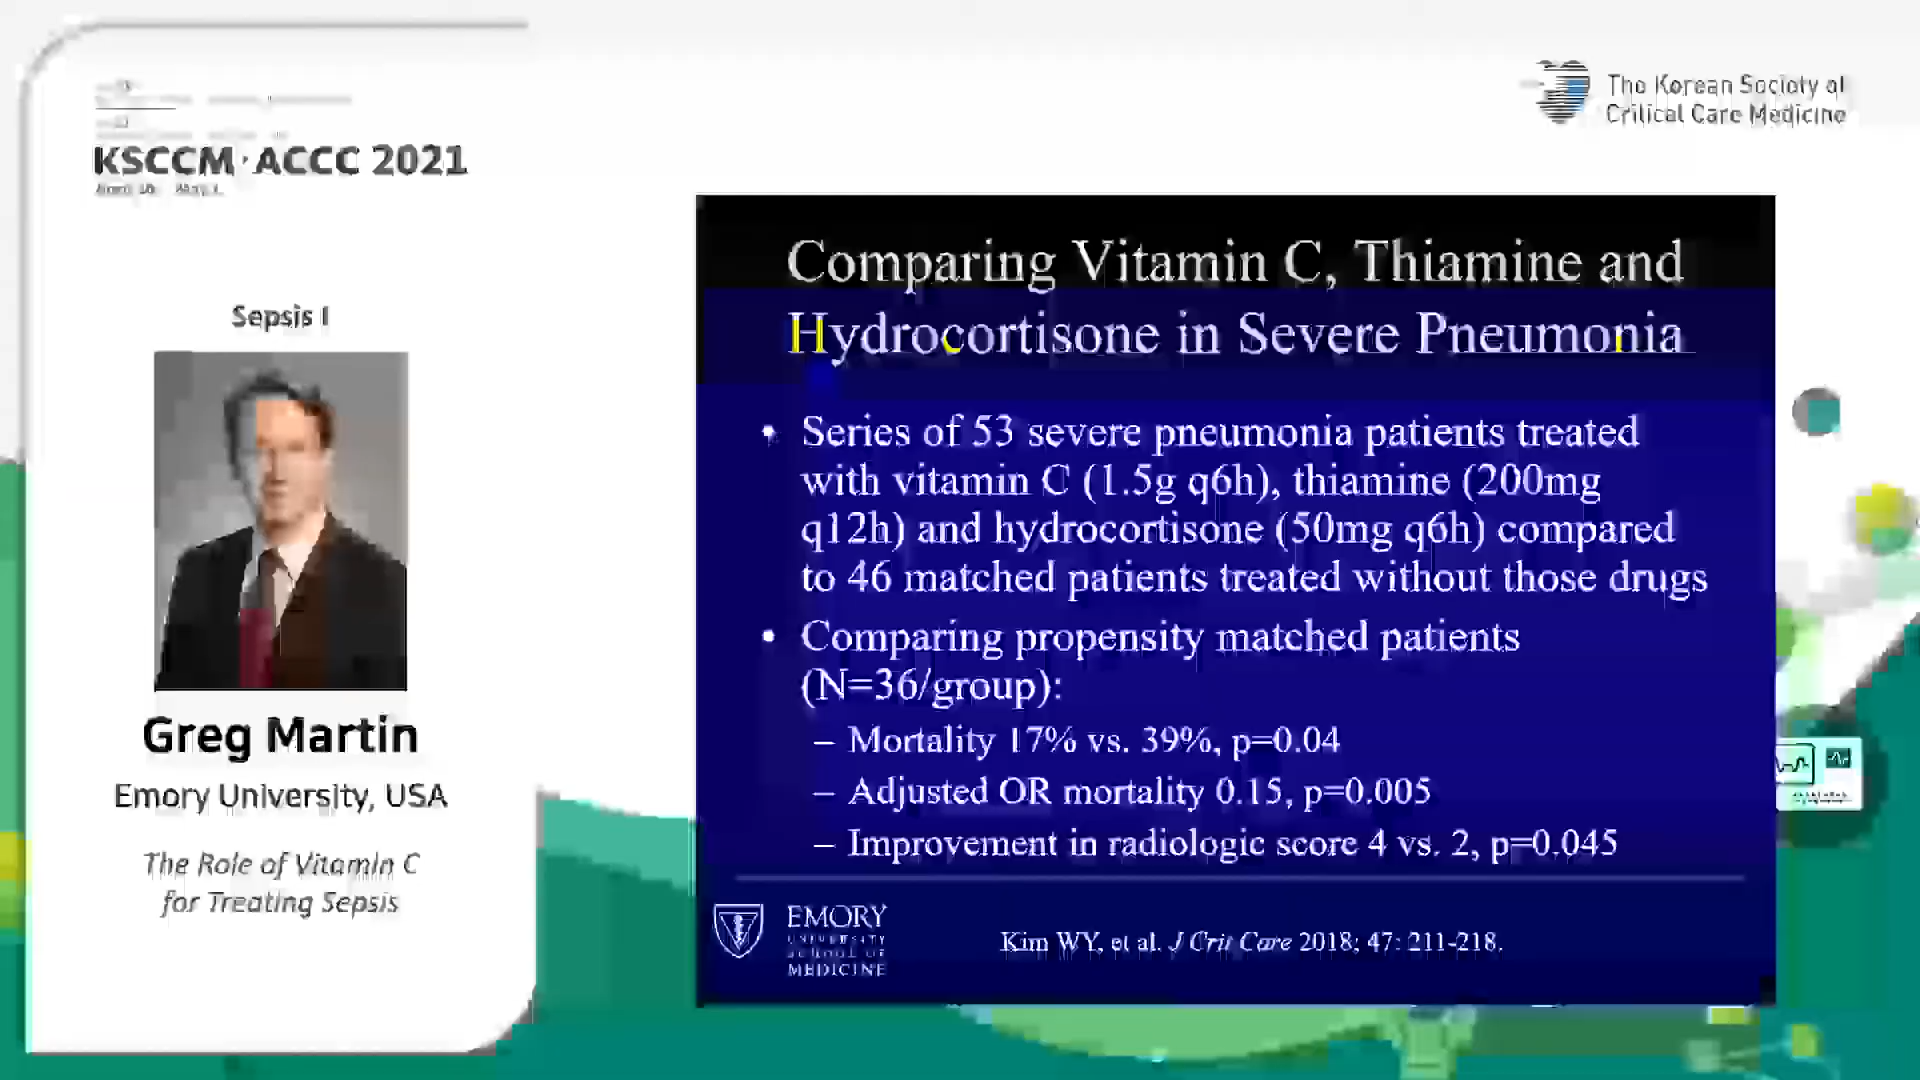 KSCCM·ACCC 2021
The Korean Society of
Critical Care Medicine
Sepsis I
Greg Martin
Emory University, USA
The Role of Vitamin C
for Treating Sepsis
Comparing Vitamin C, Thiamine and
Hydrocortisone in Severe Pneumonia
• Series of 53 severe pneumonia patients treated
with vitamin C (1.5g q6h), thiamine (200mg
q12h) and hydrocortisone (50mg q6h) compared
to 46 matched patients treated without those drugs
• Comparing propensity matched patients
(N=36/group):
– Mortality 17% vs. 39%, p=0.04
– Adjusted OR mortality 0.15, p=0.005
– Improvement in radiologic score 4 vs. 2, p=0.045
EMORY
UNIVERSITY
SCHOOL OF
MEDICINE
Kim WY, et al. J Crit Care 2018; 47: 211-218.